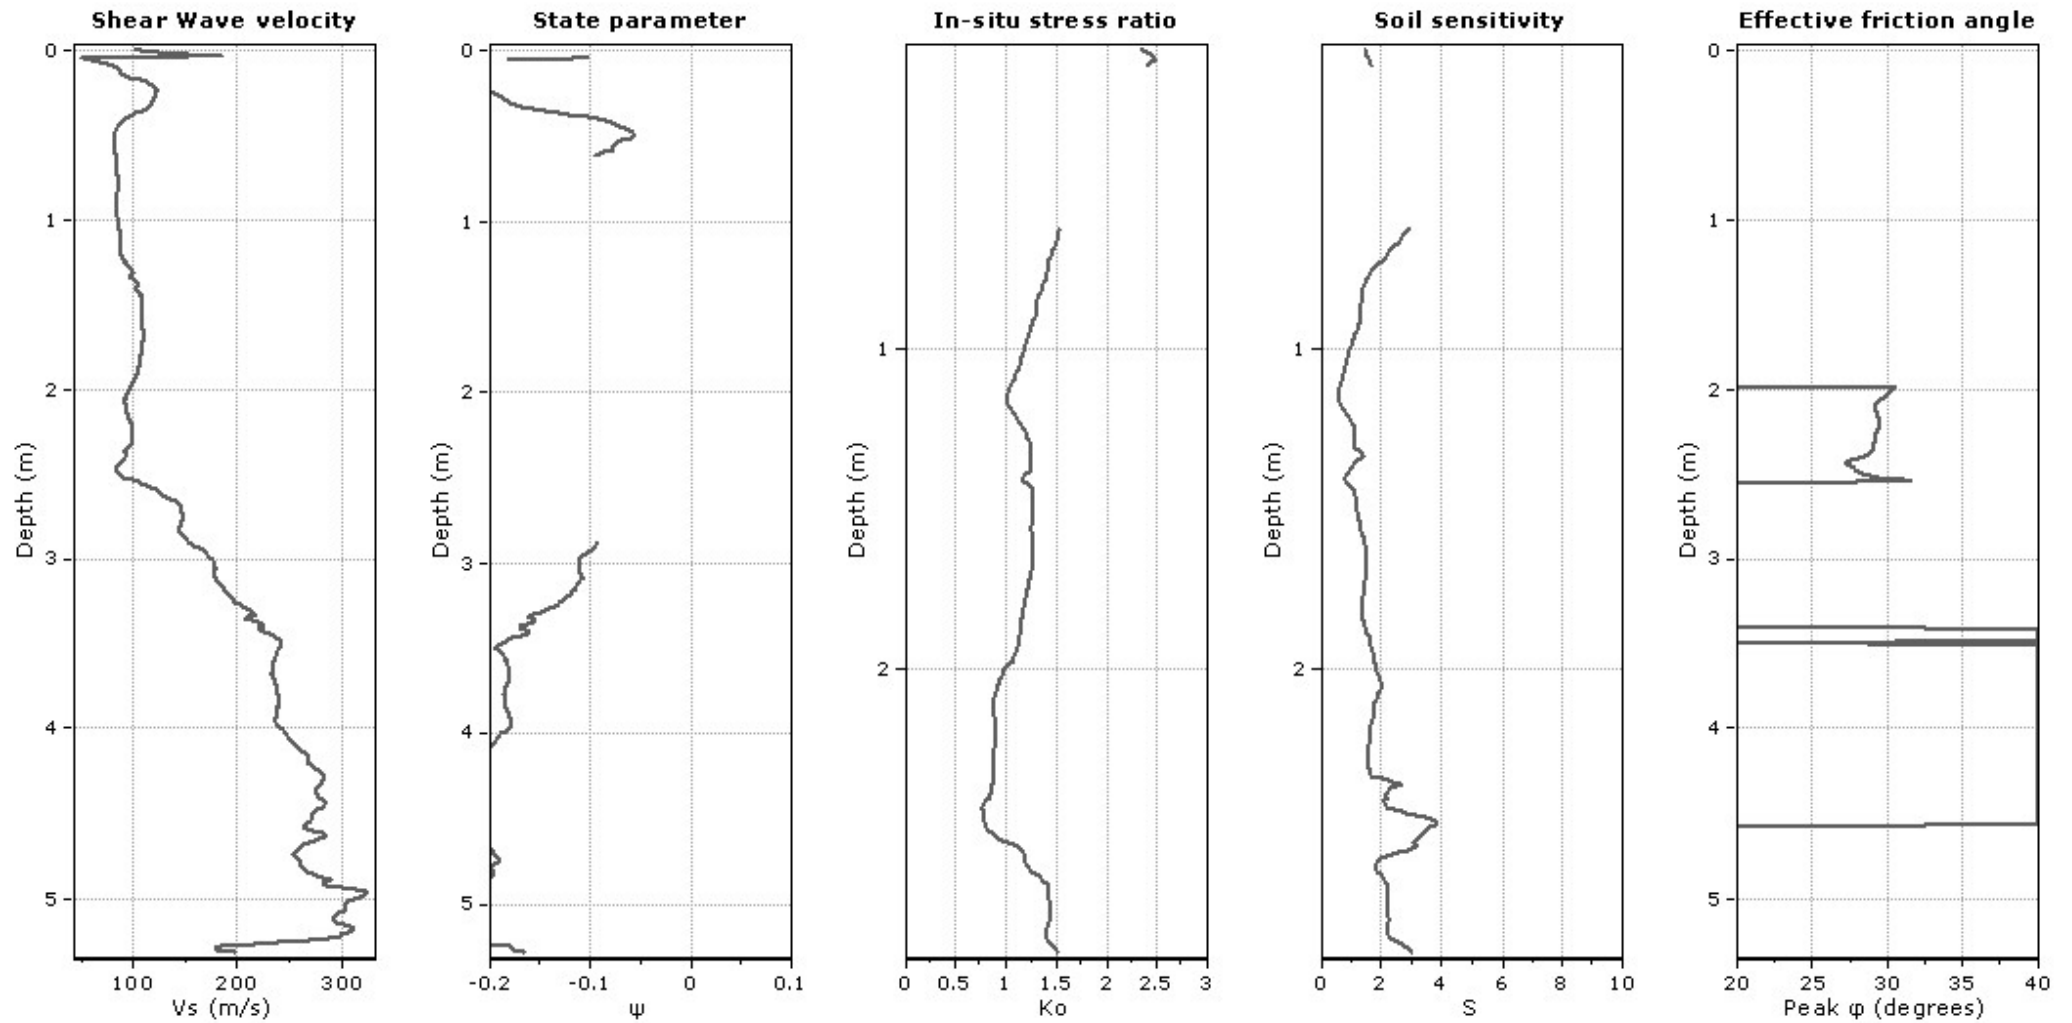 Shear Wave velocity
0
1
2
3
4
5
Depth (m)
100 200 300
Vs (m/s)
State parameter
0
1
2
3
4
5
Depth (m)
-0.2 -0.1 0 0.1
ψ
In-situ stress ratio
1
2
Depth (m)
0 0.5 1 1.5 2 2.5 3
Ko
Soil sensitivity
1
2
Depth (m)
0 2 4 6 8 10
S
Effective friction angle
0
1
2
3
4
5
Depth (m)
20 25 30 35 40
Peak φ (degrees)